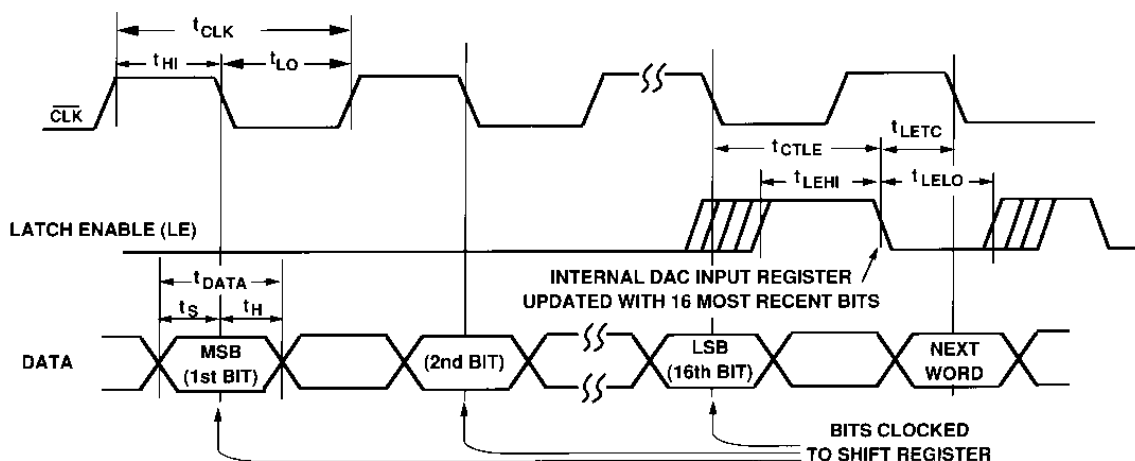 tCLK
tHI
tLO
CLK
tCTLE
tLETC
tLEHI
tLELO
LATCH ENABLE (LE)
tDATA
tS
tH
INTERNAL DAC INPUT REGISTER
UPDATED WITH 16 MOST RECENT BITS
DATA
MSB
(1st BIT)
(2nd BIT)
LSB
(16th BIT)
NEXT
WORD
BITS CLOCKED
TO SHIFT REGISTER